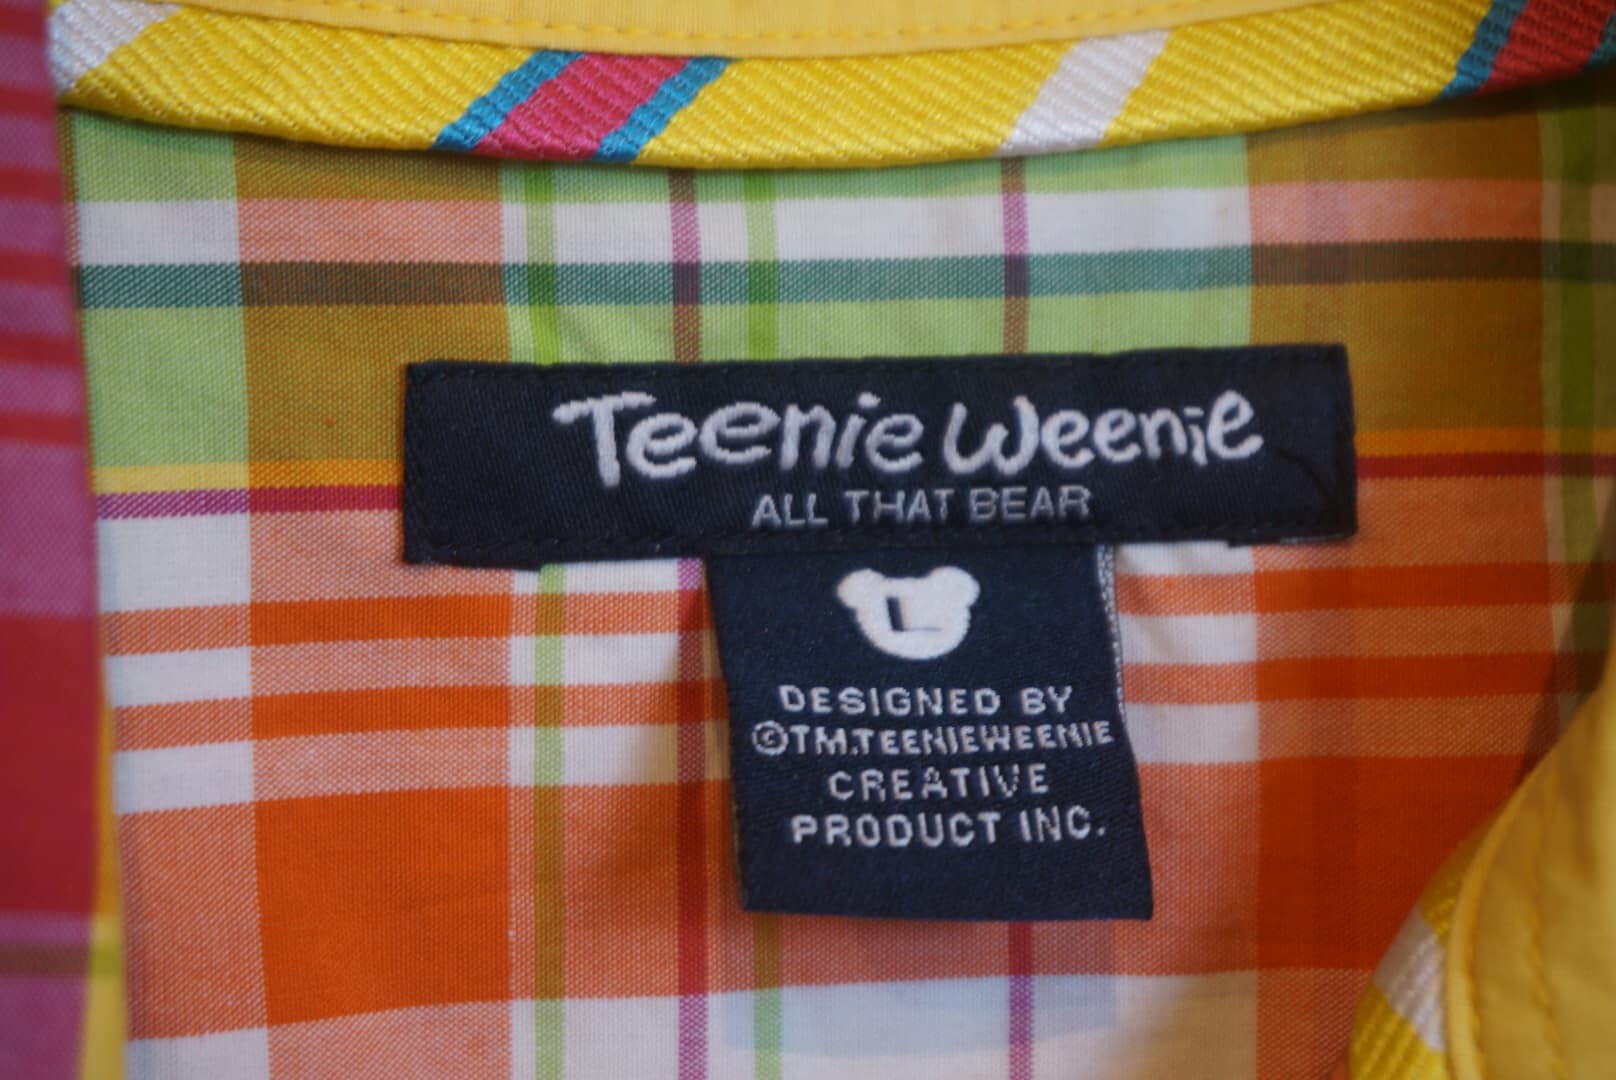 Teenie Weenie
ALL THAT BEAR
L
DESIGNED BY
©TM.TEENIEWEENIE
CREATIVE
PRODUCT INC.